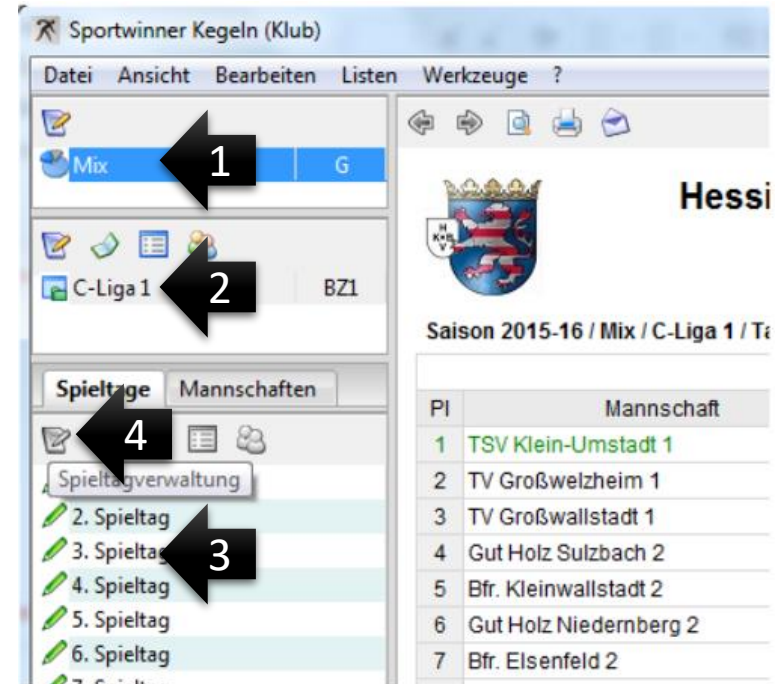 Sportwinner Kegeln (Klub)
Datei Ansicht Bearbeiten Listen Werkzeuge ?
Mix G
1
C-Liga 1 BZ1
2
Spieltage Mannschaften
4
Spieltagverwaltung
2. Spieltag
3. Spieltag
3
4. Spieltag
5. Spieltag
6. Spieltag
H
K B
V
Hessi
Saison 2015-16 / Mix / C-Liga 1 /
Pl Mannschaft
1 TSV Klein-Umstadt 1
2 TV Großwelzheim 1
3 TV Großwallstadt 1
4 Gut Holz Sulzbach 2
5 Bfr. Kleinwallstadt 2
6 Gut Holz Niedernberg 2
7 Bfr. Elsenfeld 2